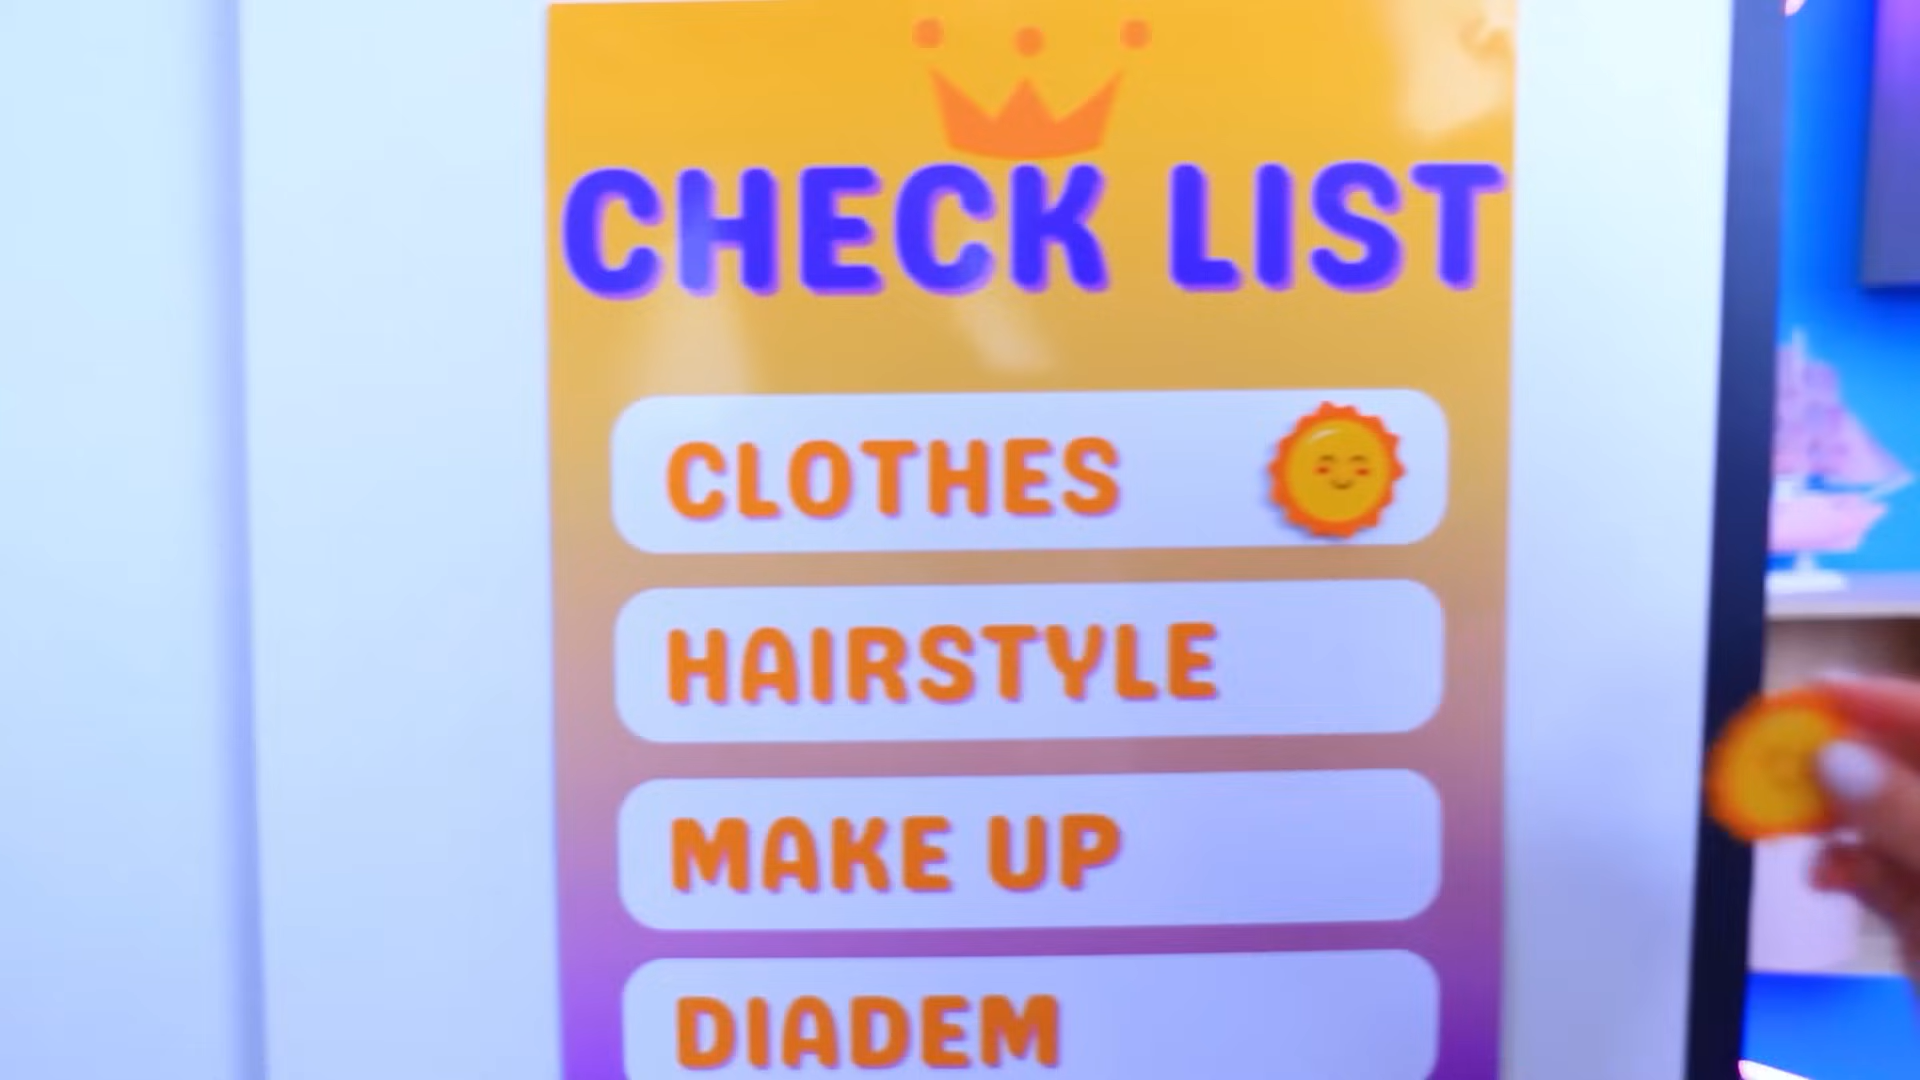 CHECK LIST
CLOTHES
HAIRSTYLE
MAKE UP
DIADEM